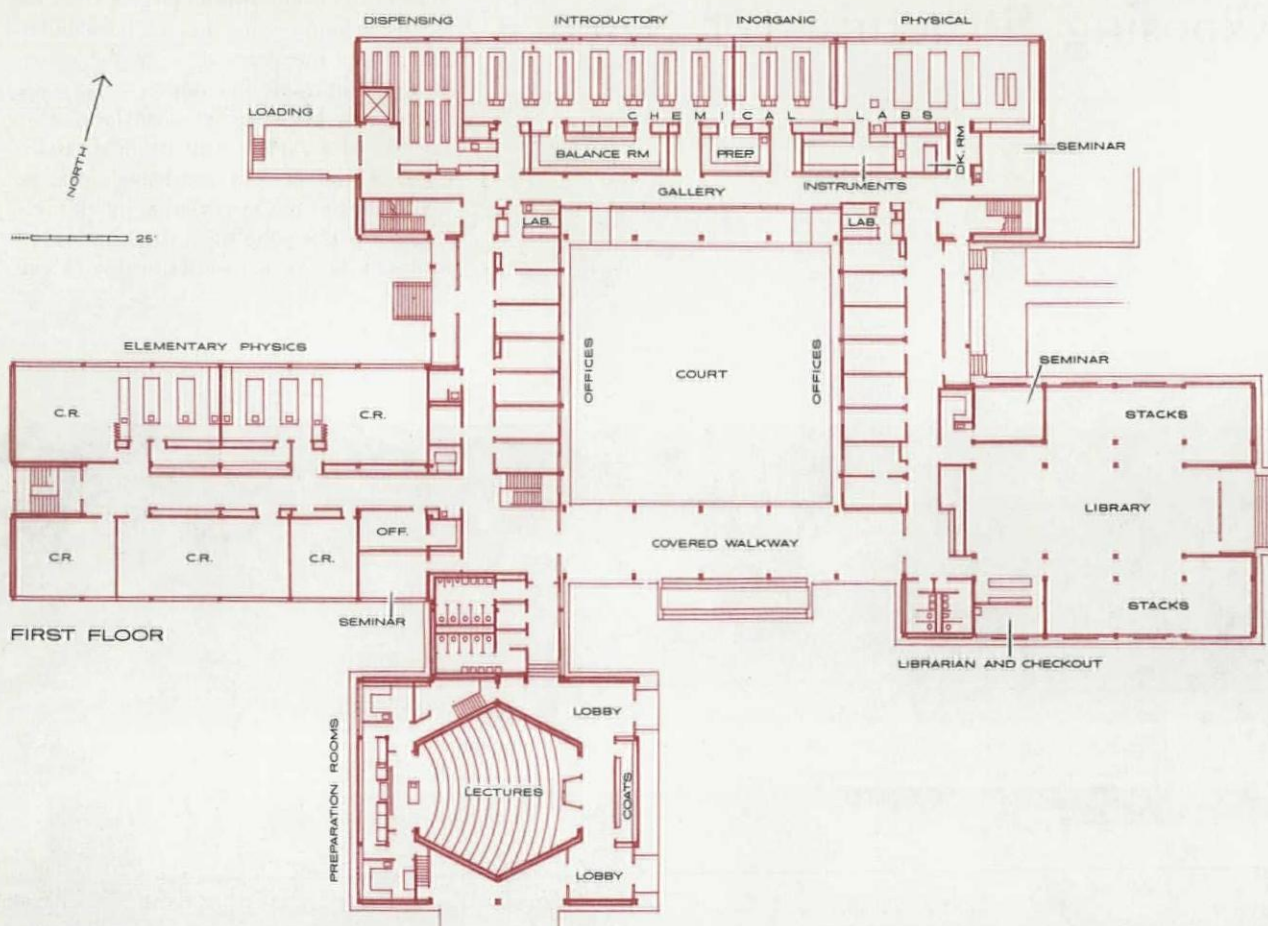 DISPENSING
INTRODUCTORY
INORGANIC
PHYSICAL
LOADING
NORTH
CHEMICAL LABS
BALANCE RM
PREP.
DK. RM
SEMINAR
INSTRUMENTS
GALLERY
LAB.
LAB.
25'
ELEMENTARY PHYSICS
SEMINAR
OFFICES
COURT
OFFICES
C.R.
C.R.
STACKS
LIBRARY
OFF.
C.R.
C.R.
C.R.
COVERED WALKWAY
STACKS
FIRST FLOOR
SEMINAR
LIBRARIAN AND CHECKOUT
LOBBY
PREPARATION ROOMS
LECTURES
COATS
LOBBY